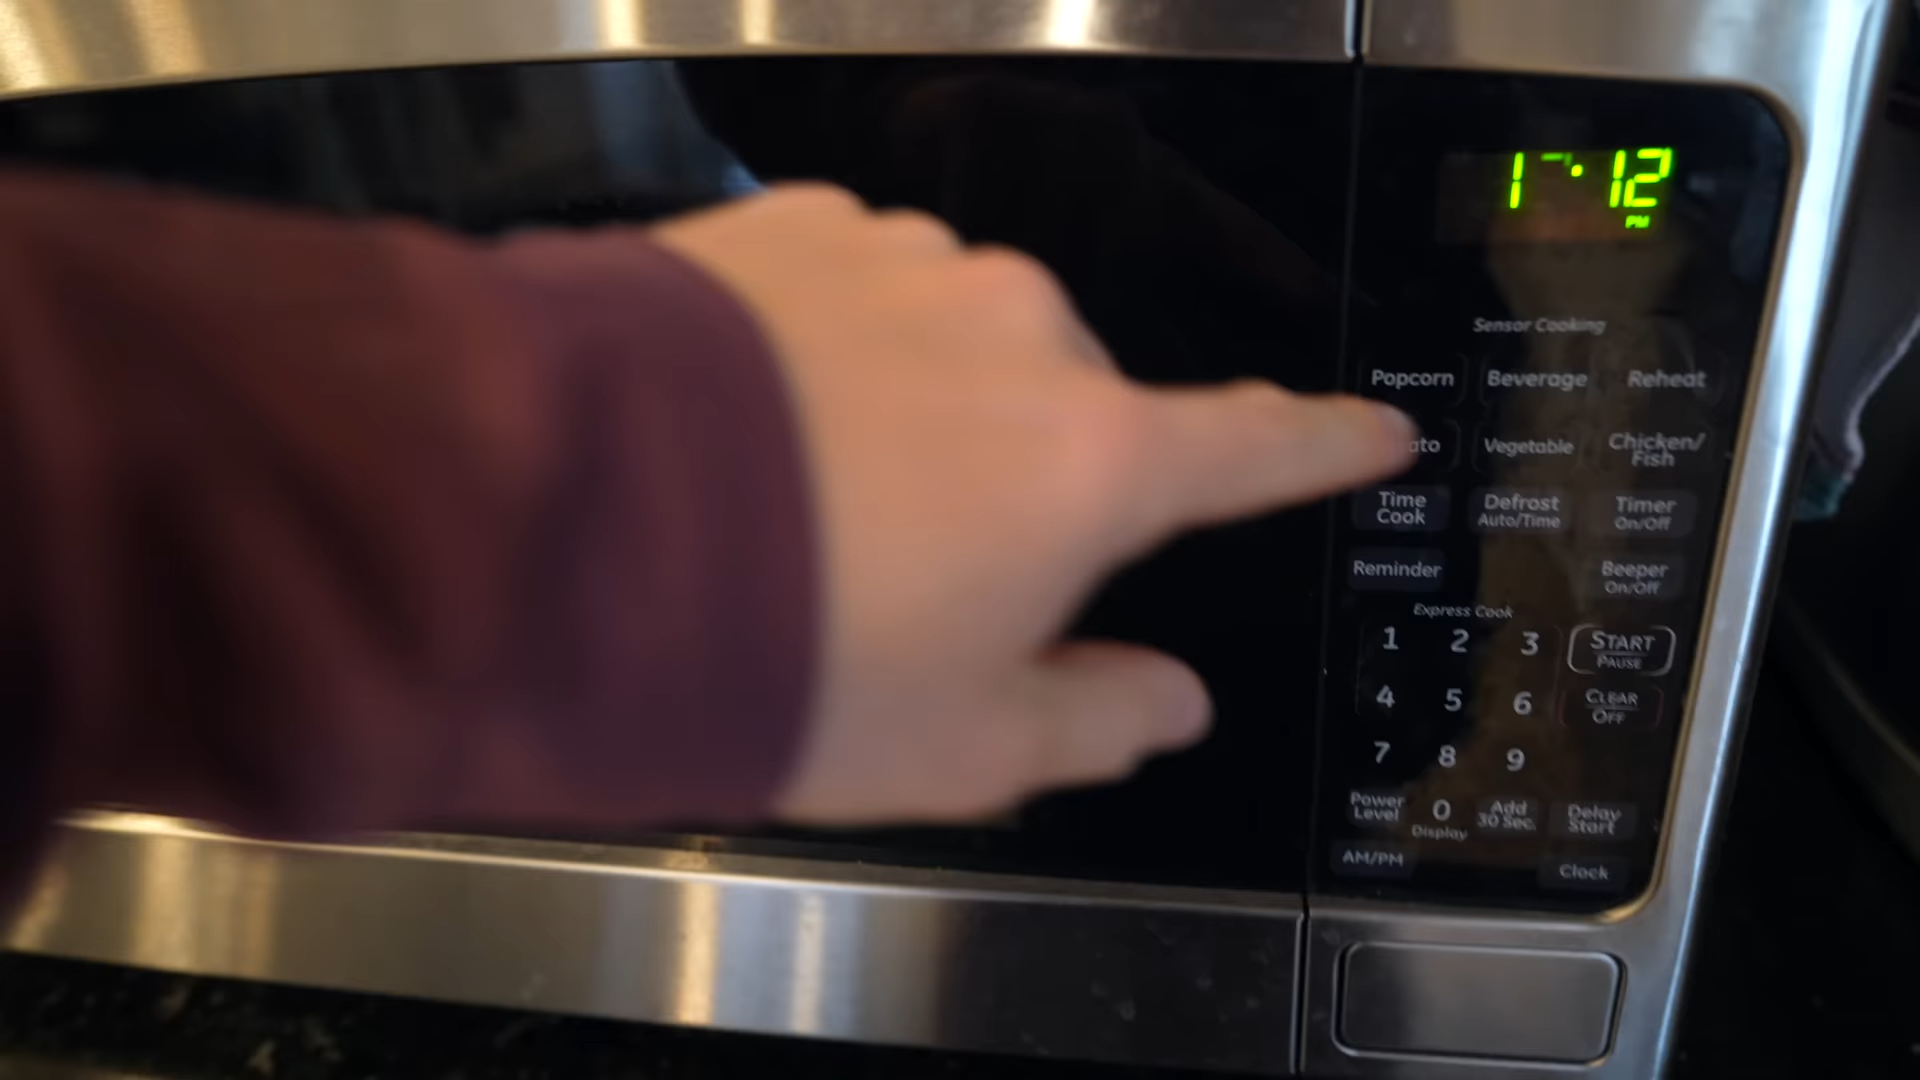 12
PM
Sensor Cooking
Popcorn Beverage Reheat
ato Vegetable Chicken/
Fish
Time Cook Defrost Auto/Time Timer On/Off
Reminder Beeper On/Off
Express Cook
1 2 3 START PAUSE
4 5 6 CLEAR OFF
7 8 9
Power Level 0 Display Add 30 Sec. Delay Start
AM/PM Clock